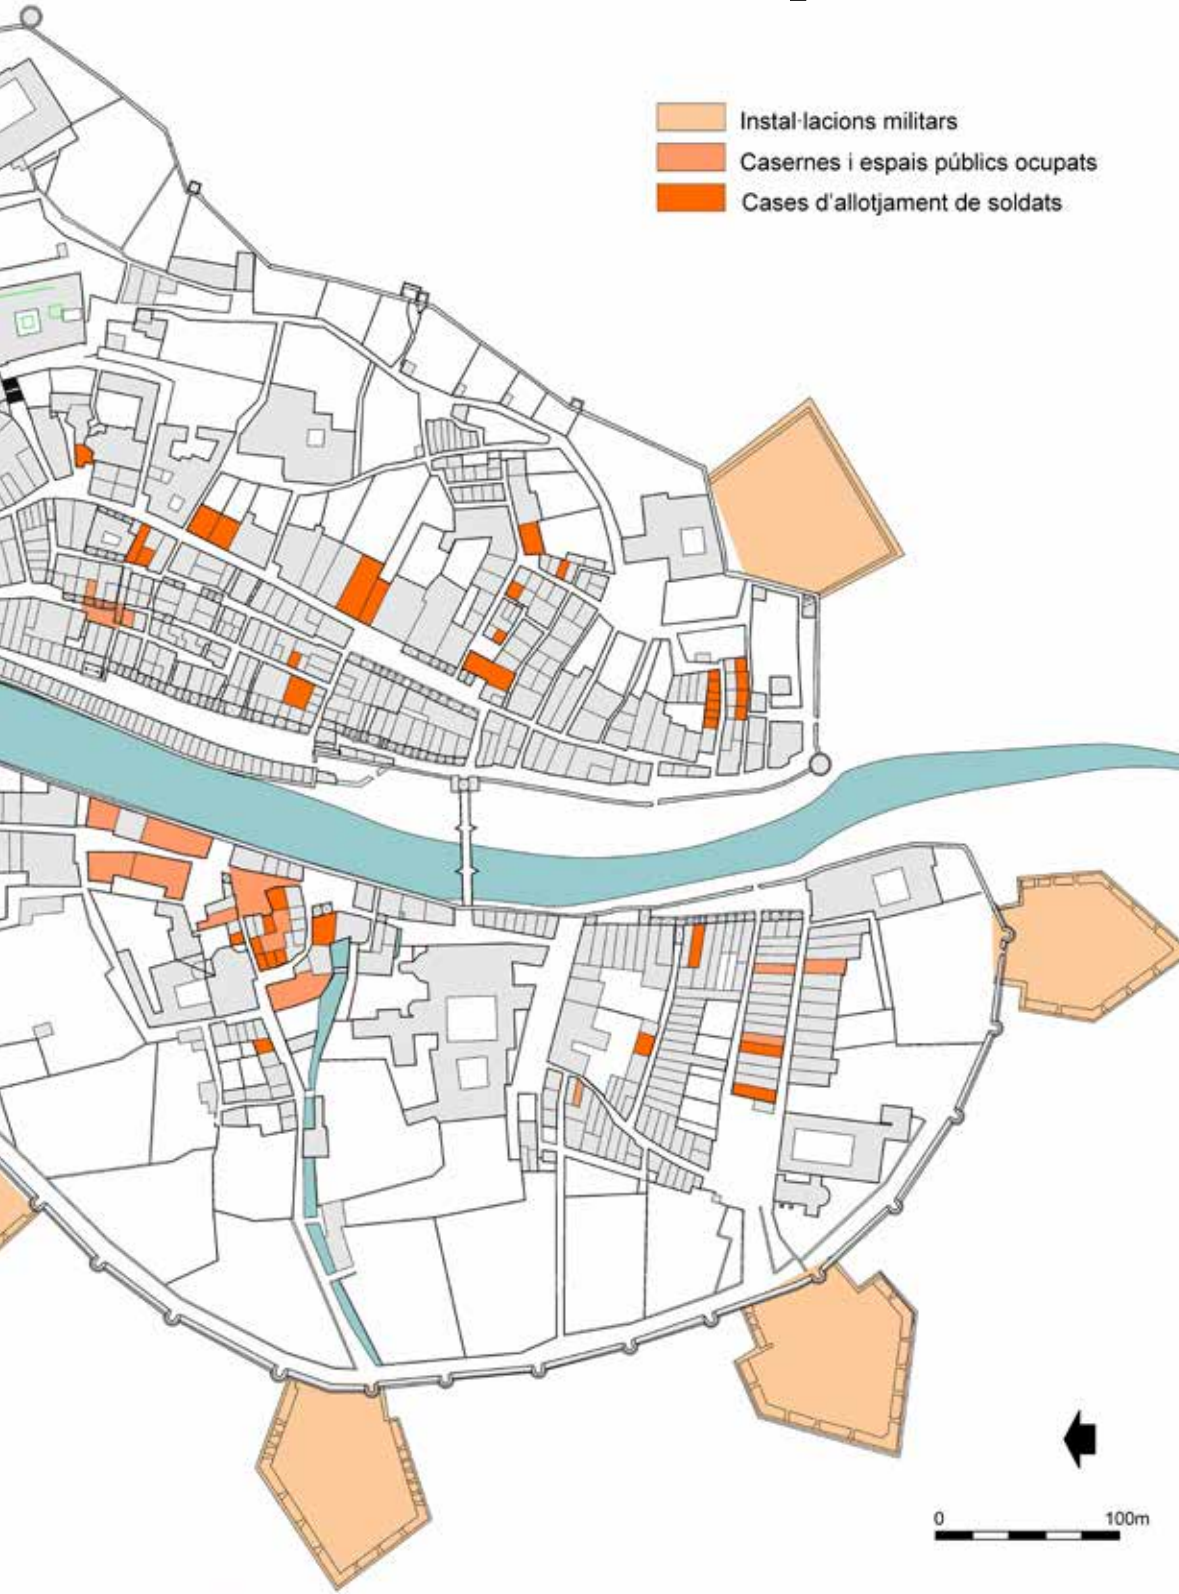 Instal·lacions militars
Casernes i espais públics ocupats
Cases d'allotjament de soldats
0 100m